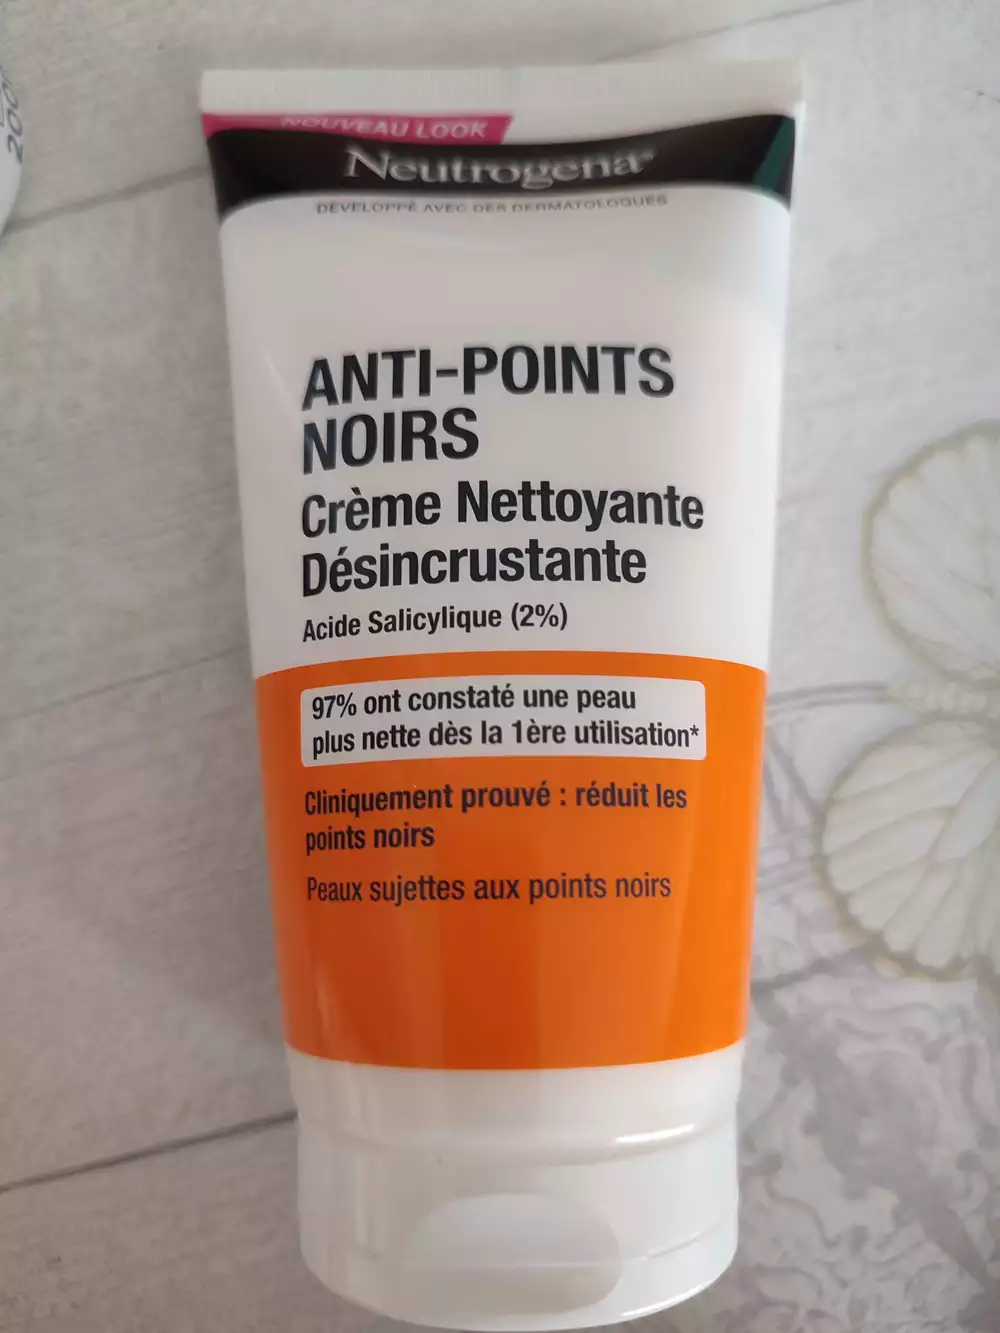 NOUVEAU LOOK
Neutrogena®
DÉVELOPPÉ AVEC DES DERMATOLOGUES
ANTI-POINTS
NOIRS
Crème Nettoyante
Désincrustante
Acide Salicylique (2%)
97% ont constaté une peau
plus nette dès la 1ère utilisation*
Cliniquement prouvé : réduit les
points noirs
Peaux sujettes aux points noirs
200